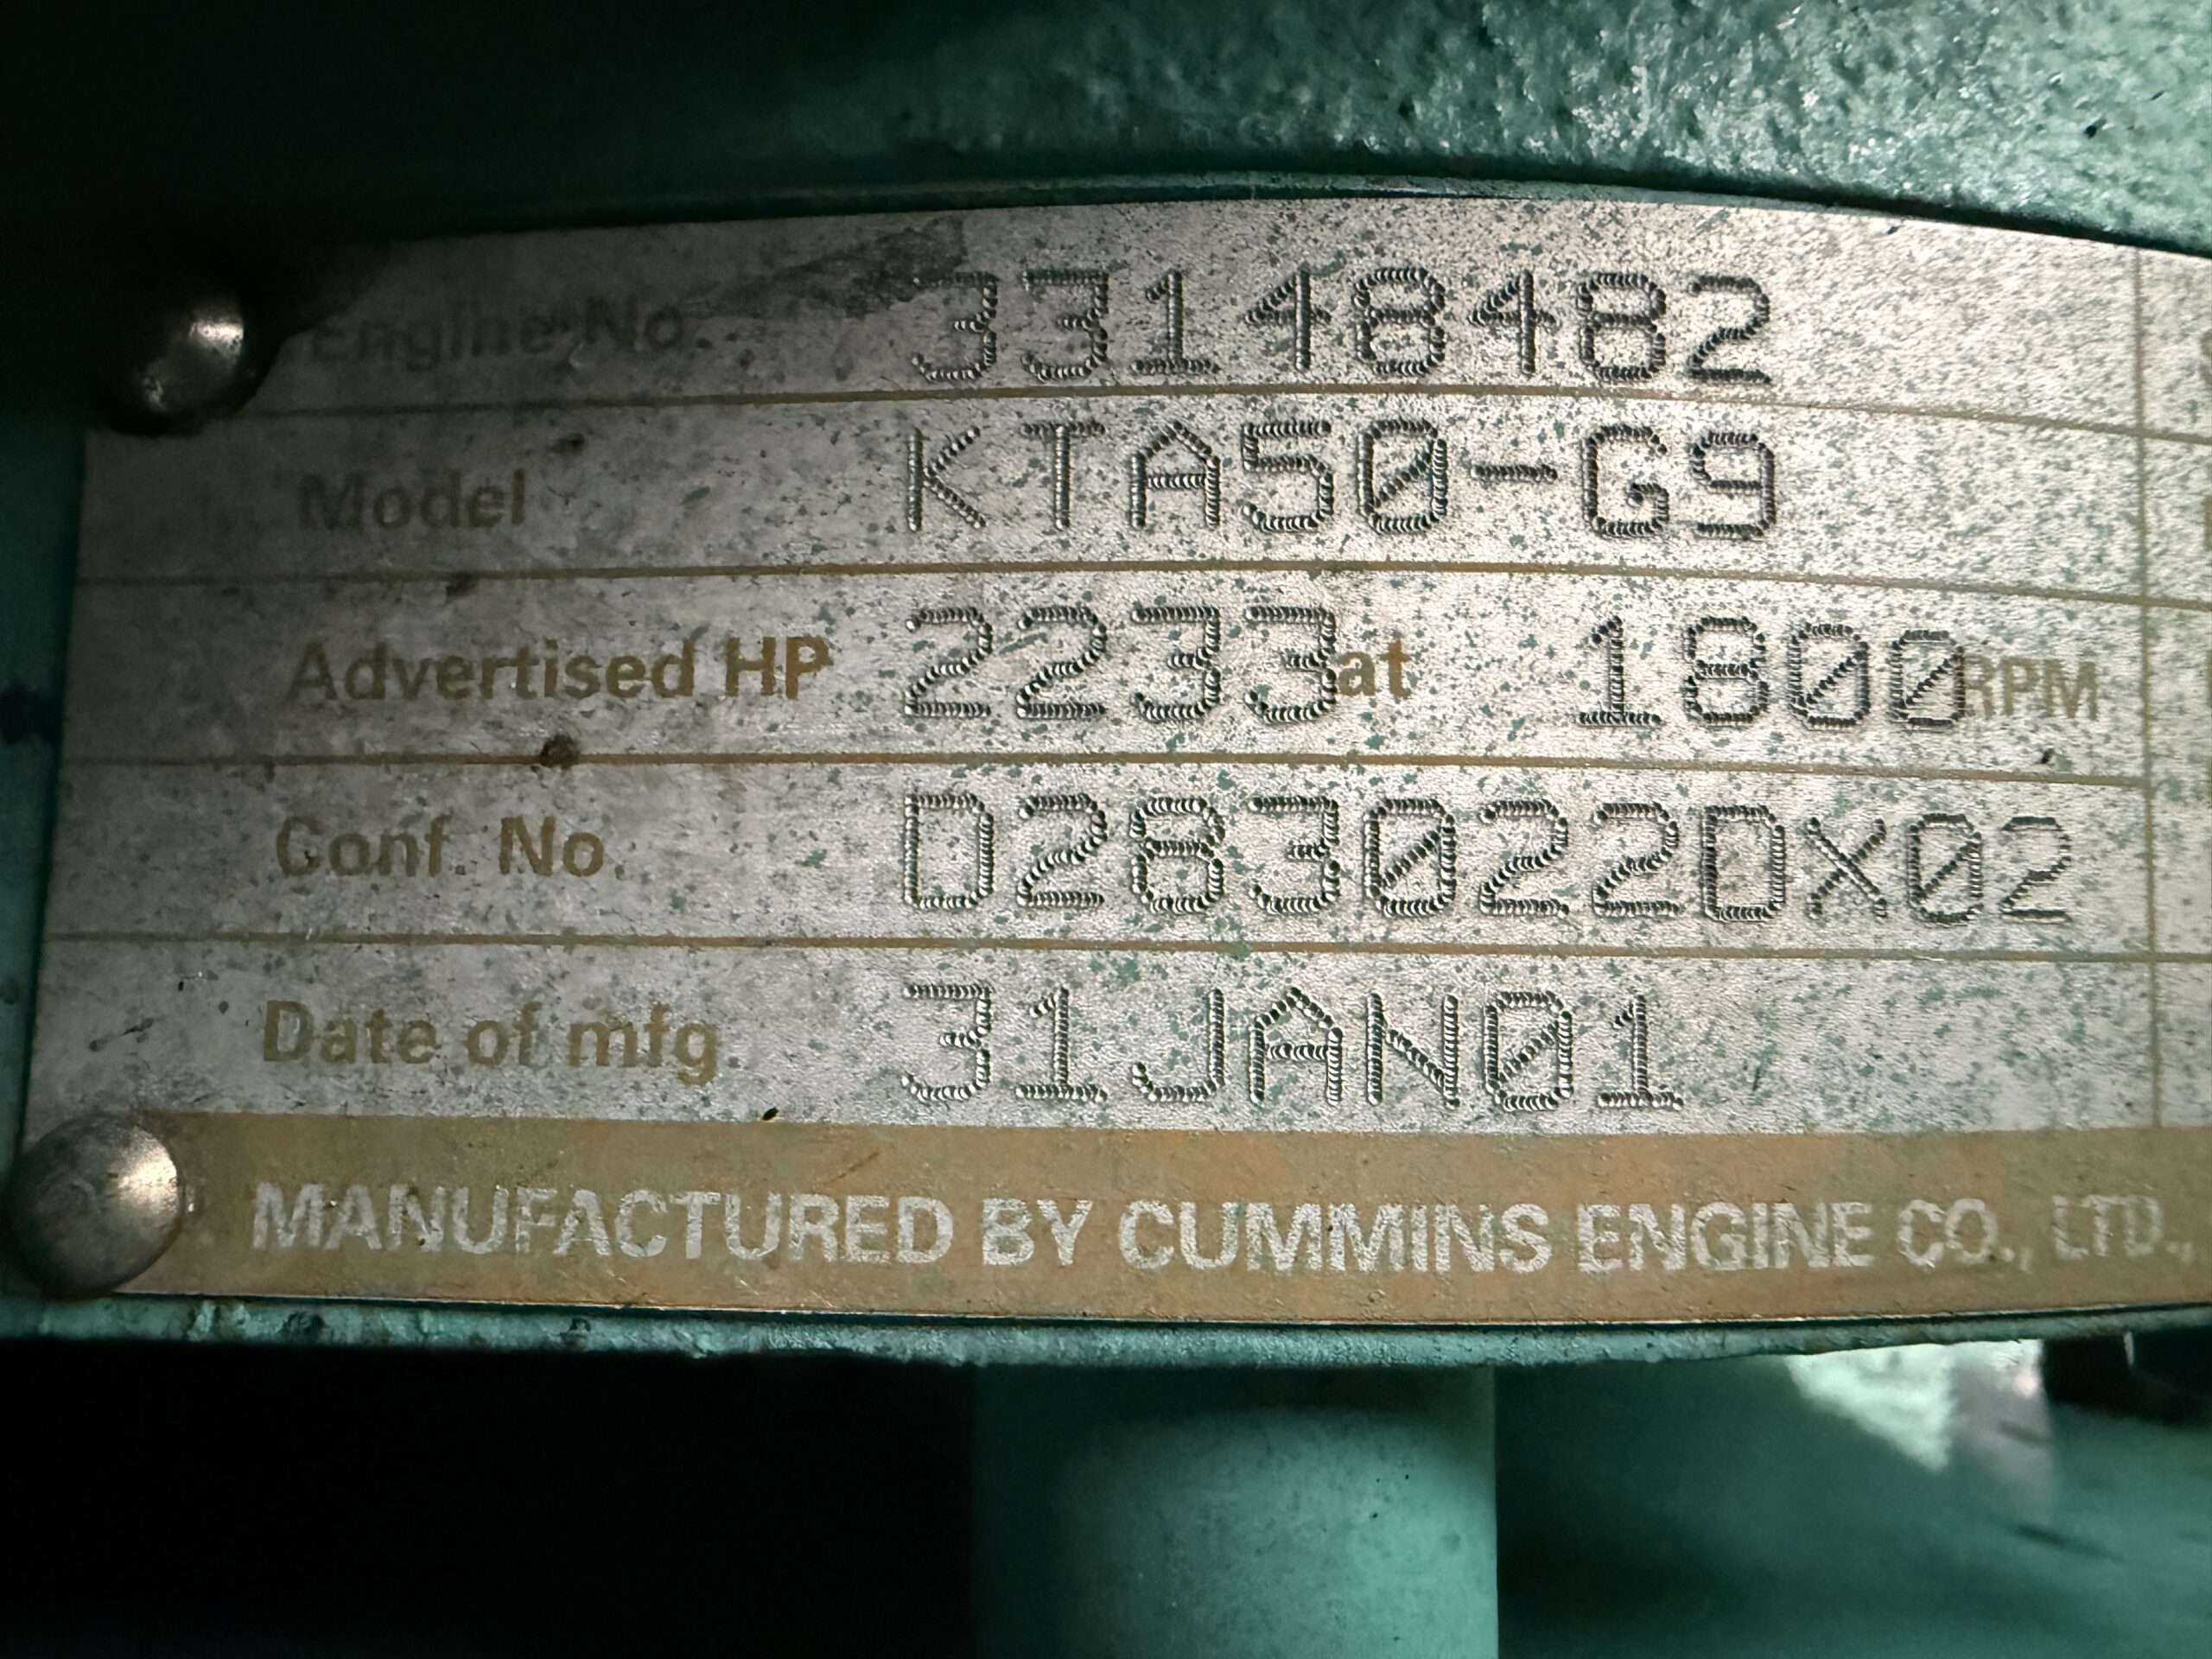 Engine No. 33148482
Model KTA50-G9
Advertised HP 2233 at 1800 RPM
Conf. No. D283022DX02
Date of mfg. 31JAN01
MANUFACTURED BY CUMMINS ENGINE CO., LTD.,